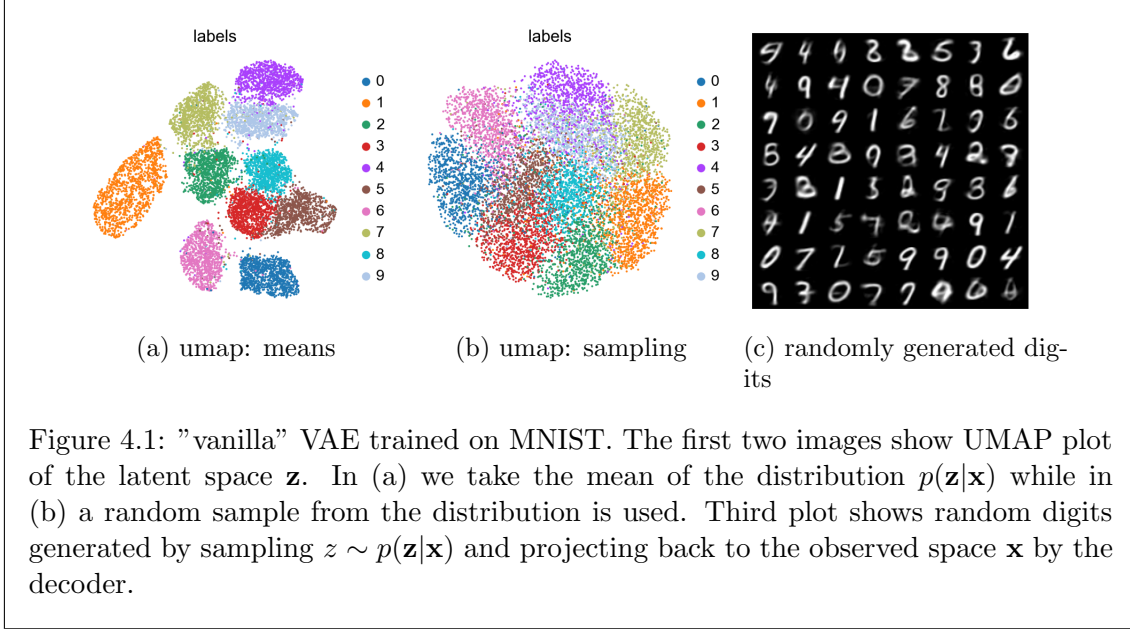 labels
0
1
2
3
4
5
6
7
8
9
labels
0
1
2
3
4
5
6
7
8
9
(a) umap: means
(b) umap: sampling
(c) randomly generated dig-
its
Figure 4.1: ”vanilla” VAE trained on MNIST. The first two images show UMAP plot
of the latent space z. In (a) we take the mean of the distribution p(z|x) while in
(b) a random sample from the distribution is used. Third plot shows random digits
generated by sampling z ∼ p(z|x) and projecting back to the observed space x by the
decoder.